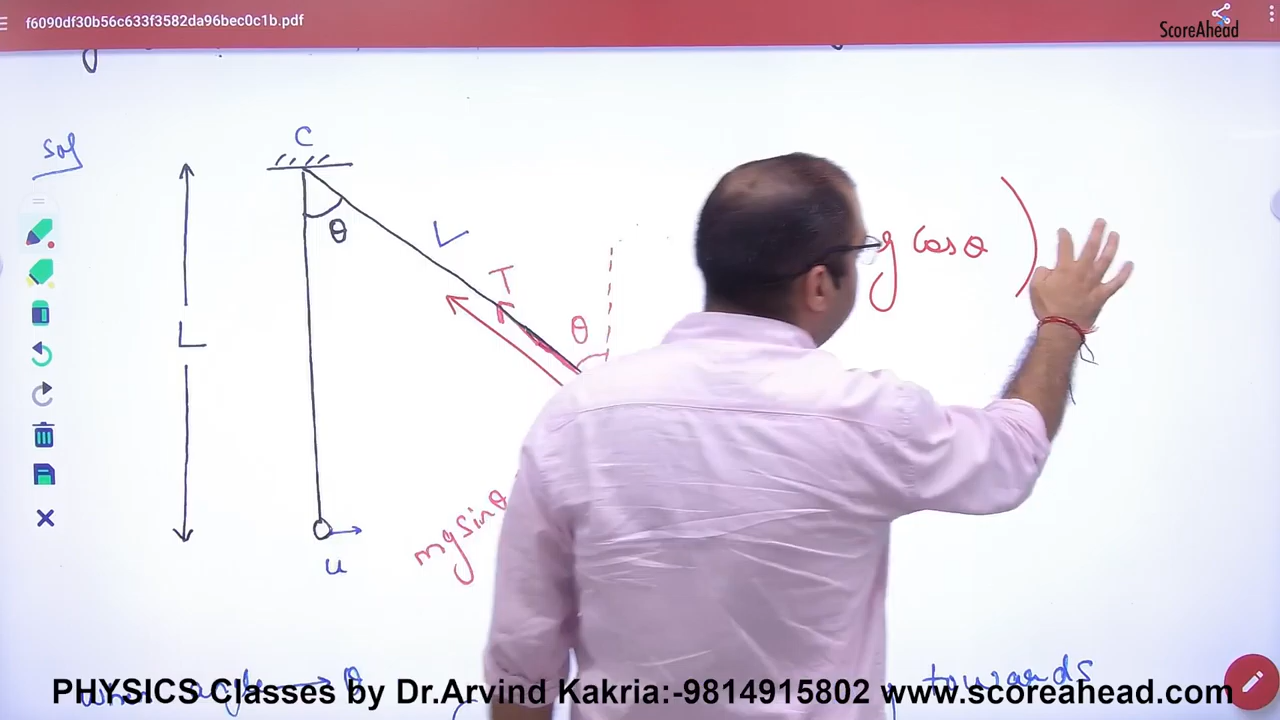 f6090df30b56c633f3582da96bec0c1b.pdf
ScoreAhead
Sol
C
θ
L
T
θ
g cosθ
L
mg sinθ
u
towards
PHYSICS Classes by Dr.Arvind Kakria:-9814915802 www.scoreahead.com